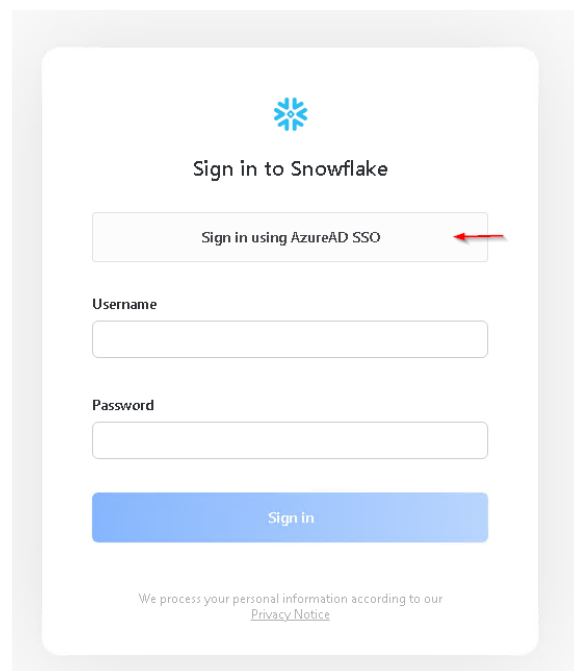 Sign in to Snowflake
Sign in using AzureAD SSO
Username
Password
Sign in
We process your personal information according to our
Privacy Notice